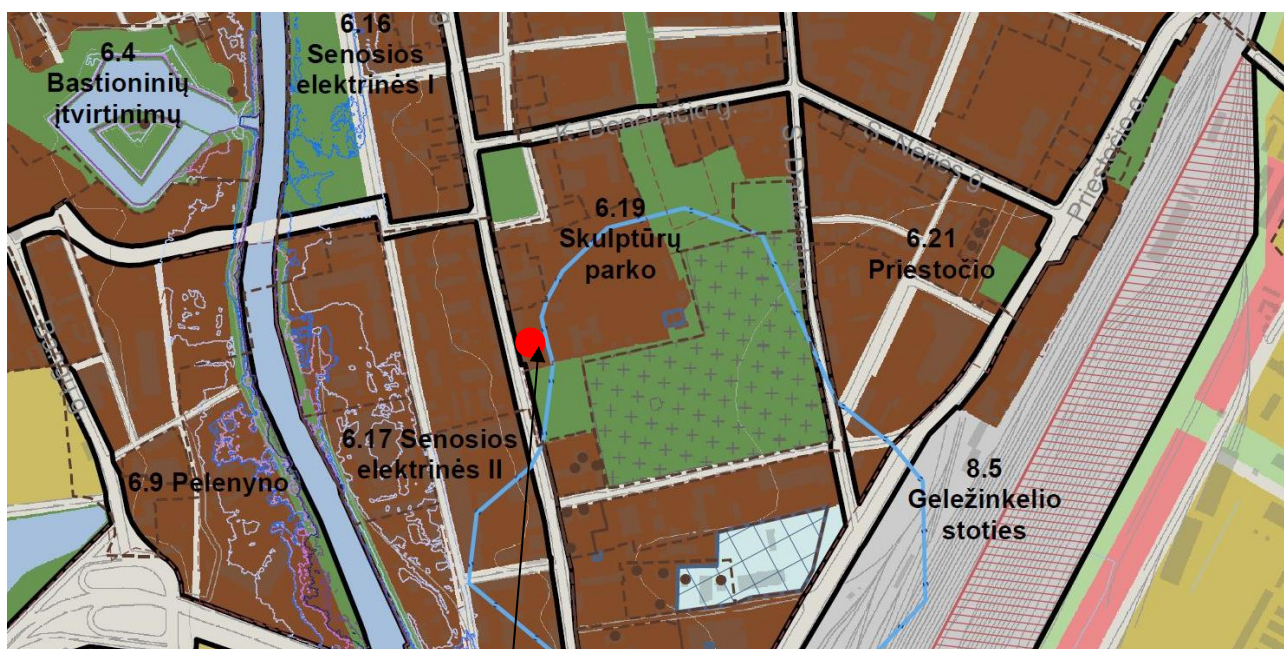 6.4
Bastioninių
įtvirtinimų
6.16
Senosios
elektrinės I
K. Donelaičio g.
S. Nėries g.
Priestočio g.
6.19
Skulptūrų
parko
6.21
Priestočio
6.17 Senosios
elektrinės II
6.9 Pelenyno
8.5
Geležinkelio
stoties